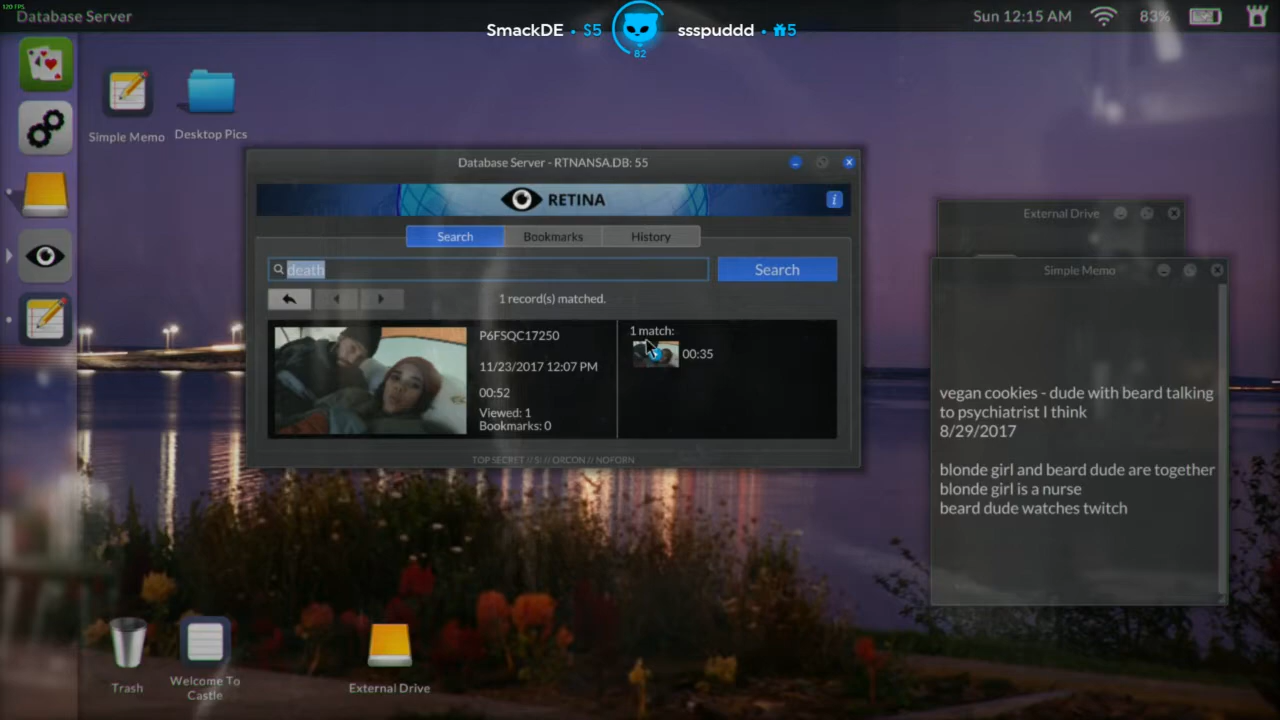 120 FPS
Database Server
SmackDE • $5
82
ssspuddd • 5
Sun 12:15 AM
83%
Simple Memo
Desktop Pics
Database Server - RTNANSA.DB: 55
RETINA
i
Search
Bookmarks
History
death
Search
1 record(s) matched.
P6FSQC17250
11/23/2017 12:07 PM
00:52
Viewed: 1
Bookmarks: 0
1 match:
00:35
TOP SECRET // SI // ORCON // NOFORN
External Drive
Simple Memo
vegan cookies - dude with beard talking
to psychiatrist I think
8/29/2017
blonde girl and beard dude are together
blonde girl is a nurse
beard dude watches twitch
Trash
Welcome To
Castle
External Drive